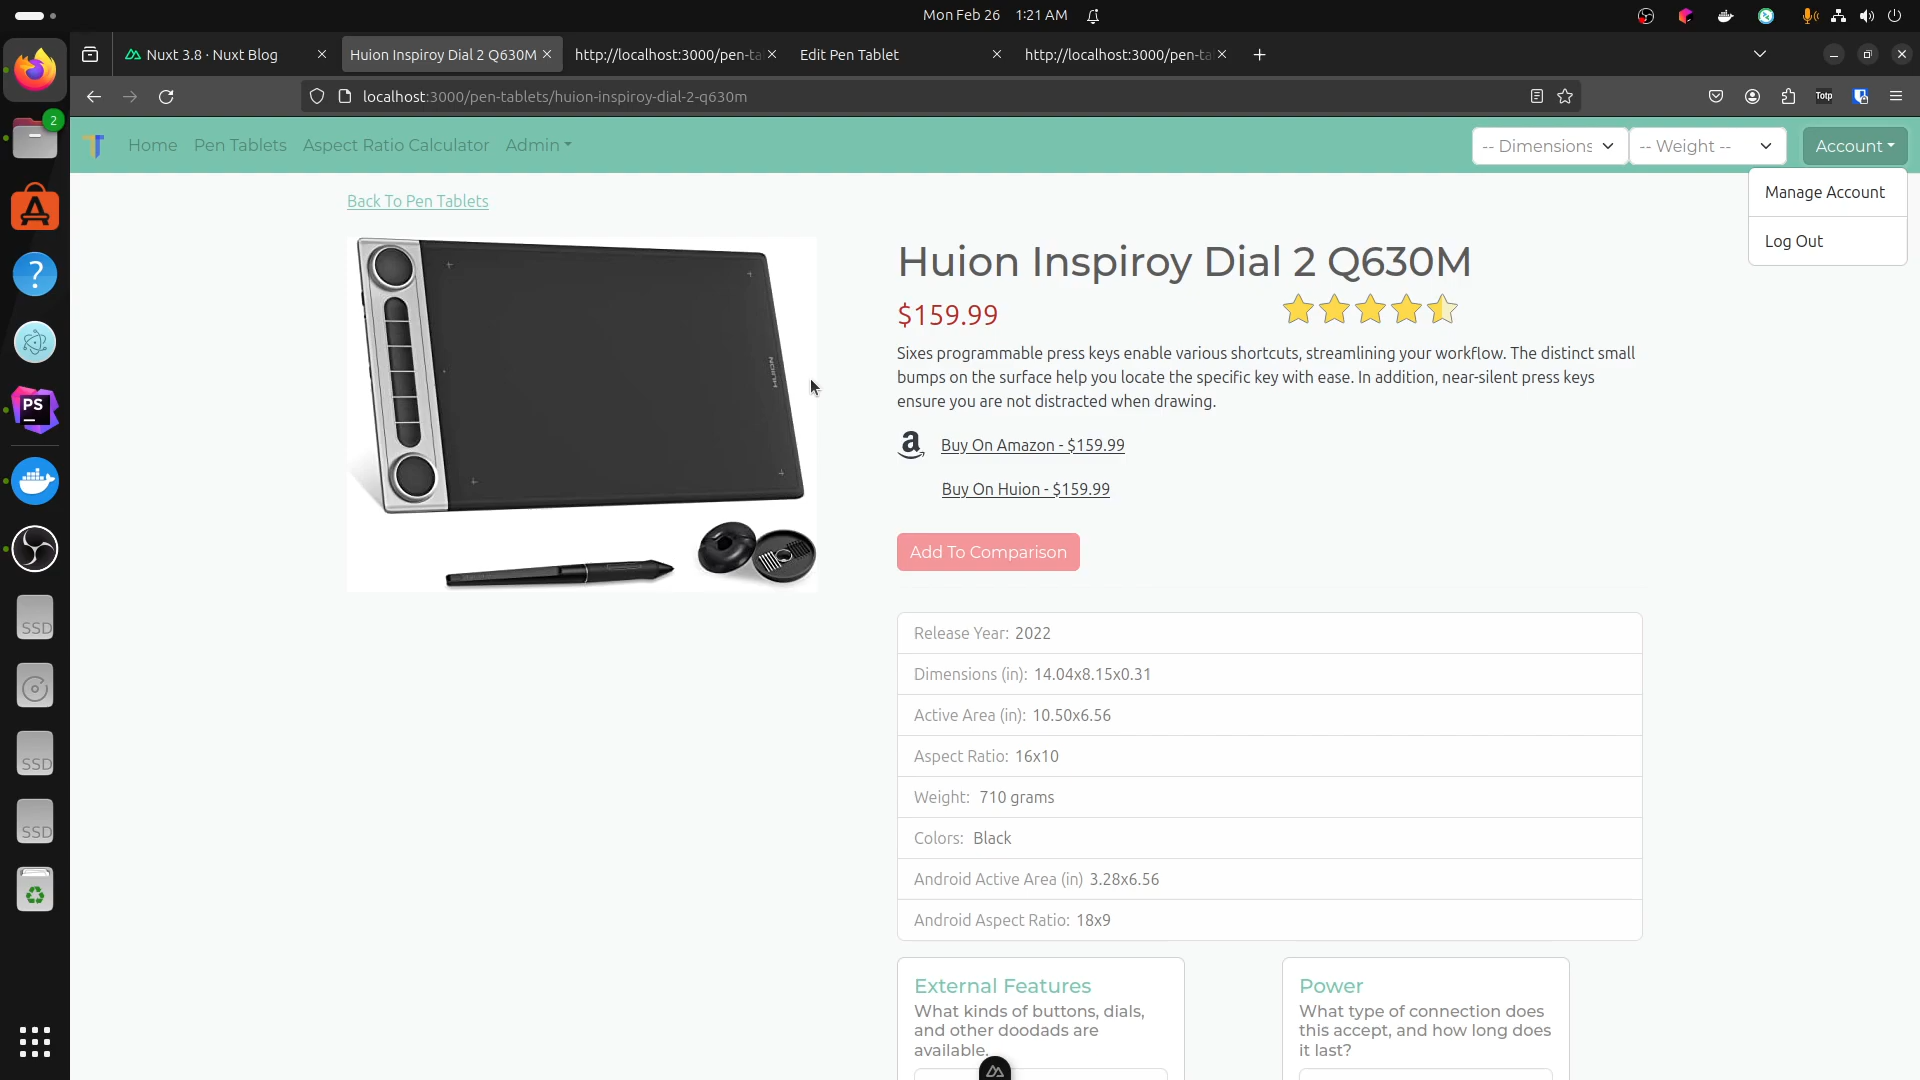 Mon Feb 26 1:21 AM
Nuxt 3.8 · Nuxt Blog
Huion Inspiroy Dial 2 Q630M
http://localhost:3000/pen-ta
Edit Pen Tablet
http://localhost:3000/pen-ta
localhost:3000/pen-tablets/huion-inspiroy-dial-2-q630m
Totp
2
Home
Pen Tablets
Aspect Ratio Calculator
Admin
-- Dimensions
-- Weight --
Account
Manage Account
Log Out
Back To Pen Tablets
HUION
Huion Inspiroy Dial 2 Q630M
$159.99
Sixes programmable press keys enable various shortcuts, streamlining your workflow. The distinct small
bumps on the surface help you locate the specific key with ease. In addition, near-silent press keys
ensure you are not distracted when drawing.
Buy On Amazon - $159.99
Buy On Huion - $159.99
Add To Comparison
Release Year: 2022
Dimensions (in): 14.04x8.15x0.31
Active Area (in): 10.50x6.56
Aspect Ratio: 16x10
Weight: 710 grams
Colors: Black
Android Active Area (in) 3.28x6.56
Android Aspect Ratio: 18x9
External Features
What kinds of buttons, dials,
and other doodads are
available.
Power
What type of connection does
this accept, and how long does
it last?
PS
SSD
SSD
SSD